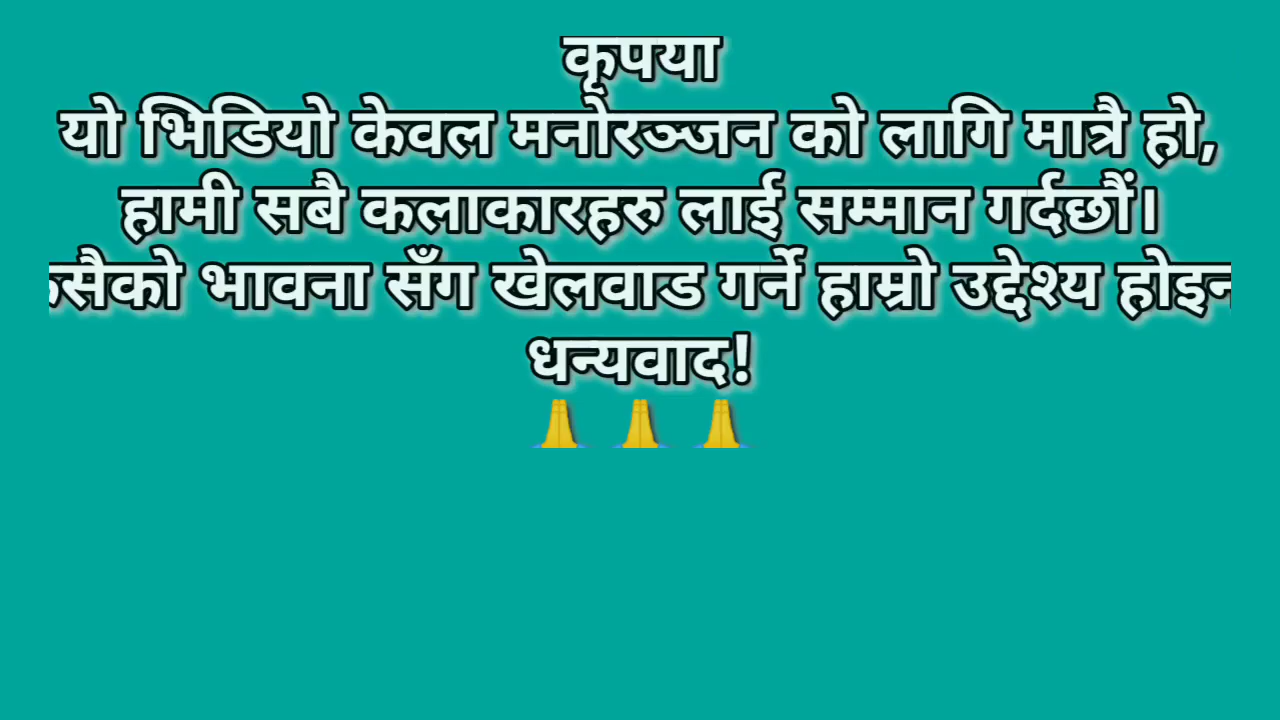 कृपया
यो भिडियो केवल मनोरञ्जन को लागि मात्रै हो,
हामी सबै कलाकारहरु लाई सम्मान गर्दछौं।
कसैको भावना सँग खेलवाड गर्ने हाम्रो उद्देश्य होइन
धन्यवाद!
🙏 🙏 🙏